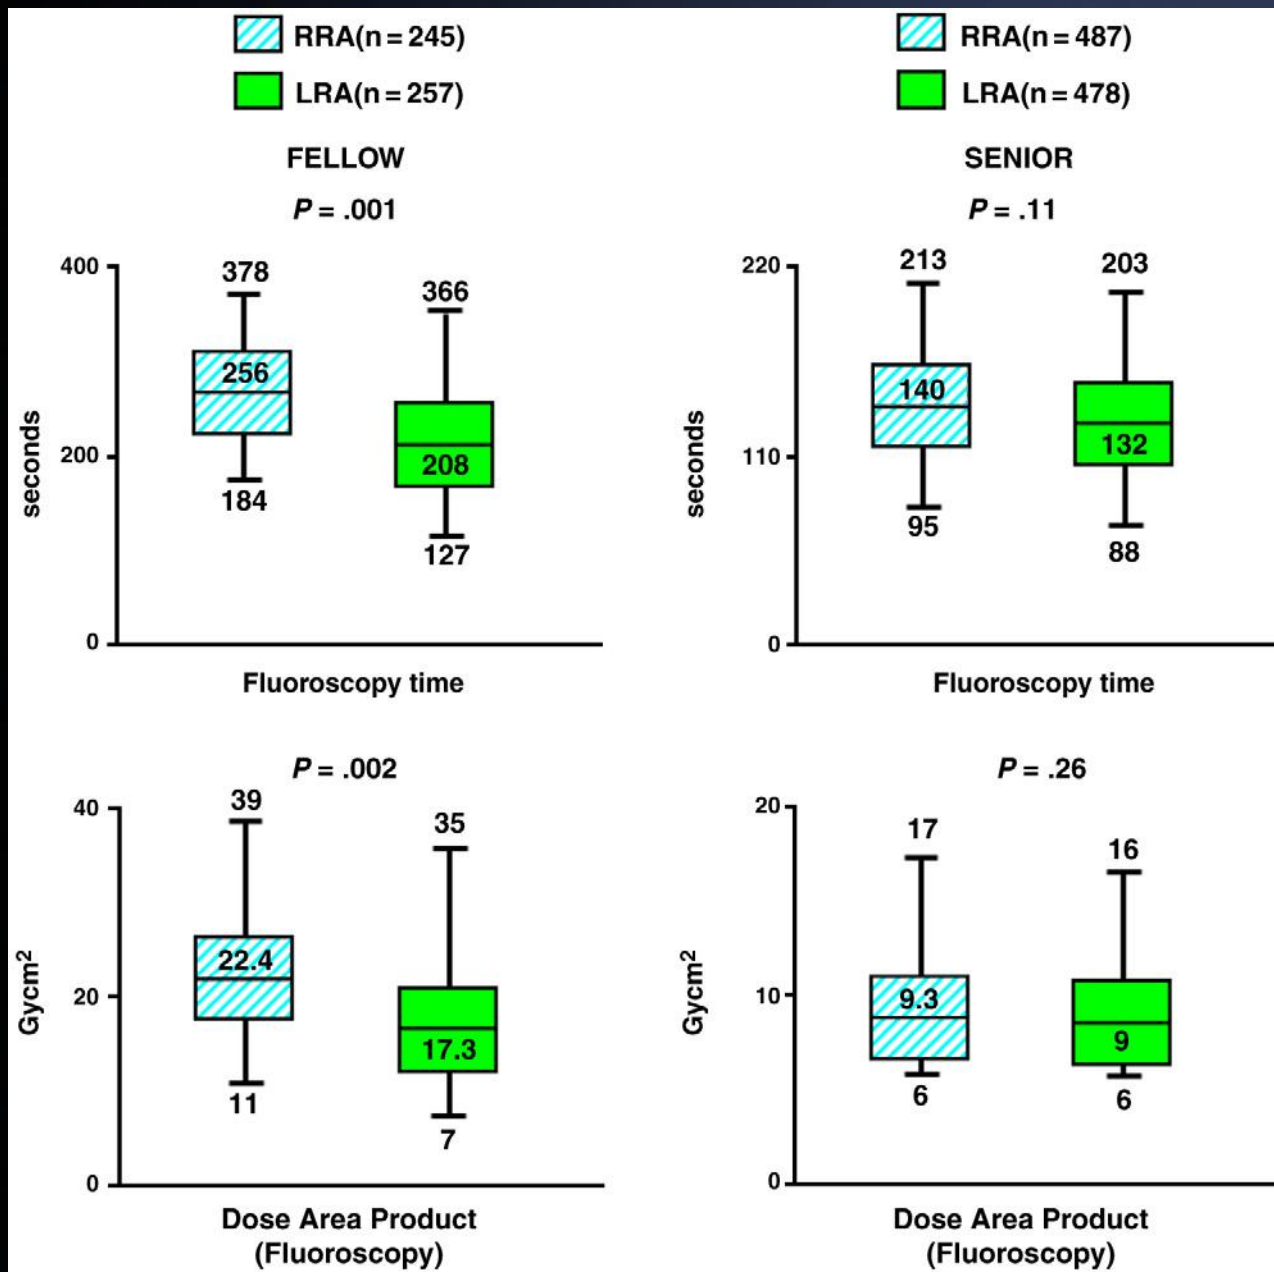 RRA(n=245)
LRA(n=257)
FELLOW
P = .001
400
200
0
seconds
378
256
184
366
208
127
Fluoroscopy time
RRA(n=487)
LRA(n=478)
SENIOR
P = .11
220
110
0
seconds
213
140
95
203
132
88
Fluoroscopy time
P = .002
40
20
0
Gycm²
39
22.4
11
35
17.3
7
Dose Area Product
(Fluoroscopy)
P = .26
20
10
0
Gycm²
17
9.3
6
16
9
6
Dose Area Product
(Fluoroscopy)